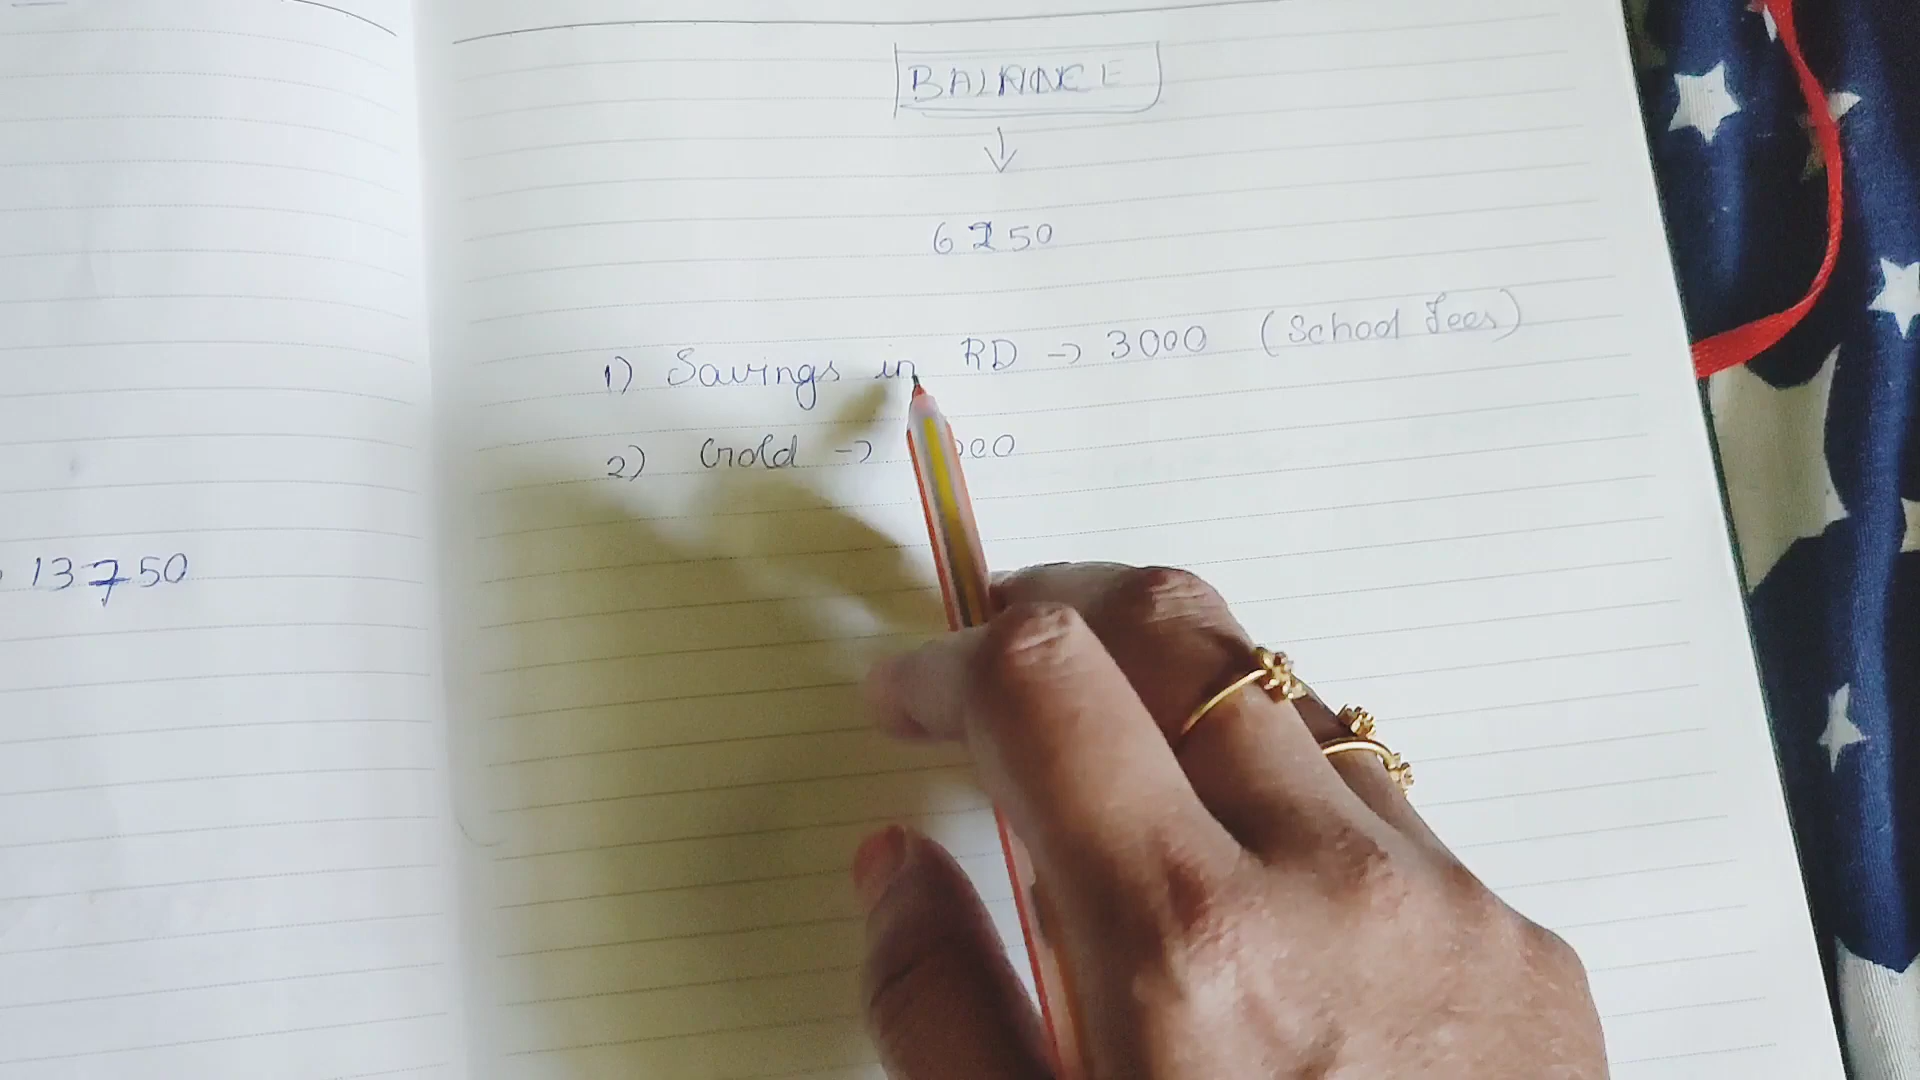 13750
BALANCE
↓
6250
1) Savings in RD → 3000 (School fees)
2) Gold →